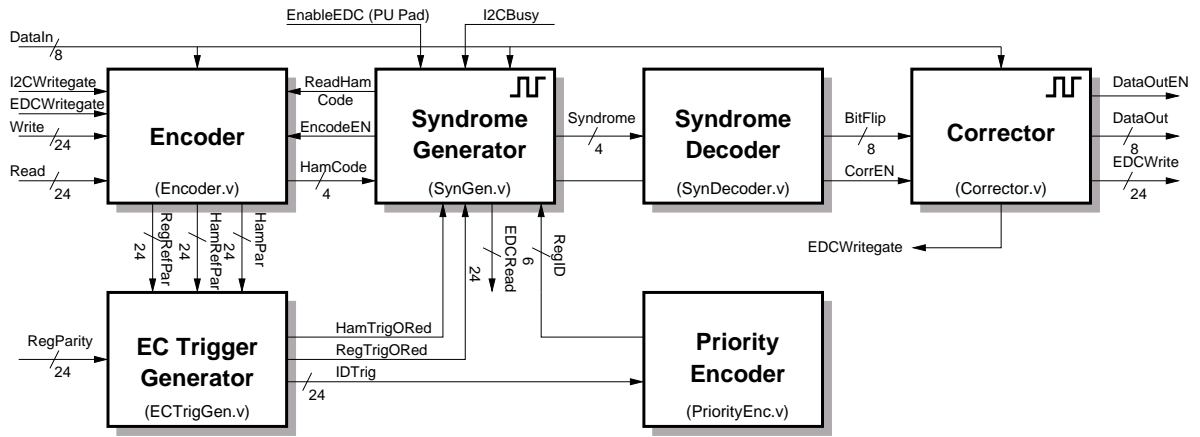 EnableEDC (PU Pad)
I2CBusy
DataIn
8
I2CWritegate
EDCWritegate
Write
24
Read
24
Encoder
(Encoder.v)
ReadHam
Code
EncodeEN
HamCode
4
Syndrome
Generator
(SynGen.v)
Syndrome
4
Syndrome
Decoder
(SynDecoder.v)
BitFlip
8
CorrEN
Corrector
(Corrector.v)
DataOutEN
DataOut
8
EDCWrite
24
RegRefPar
24
HamRefPar
24
HamPar
24
EDCRead
24
RegID
6
EDCWritegate
RegParity
24
EC Trigger
Generator
(ECTrigGen.v)
HamTrigORed
RegTrigORed
IDTrig
24
Priority
Encoder
(PriorityEnc.v)